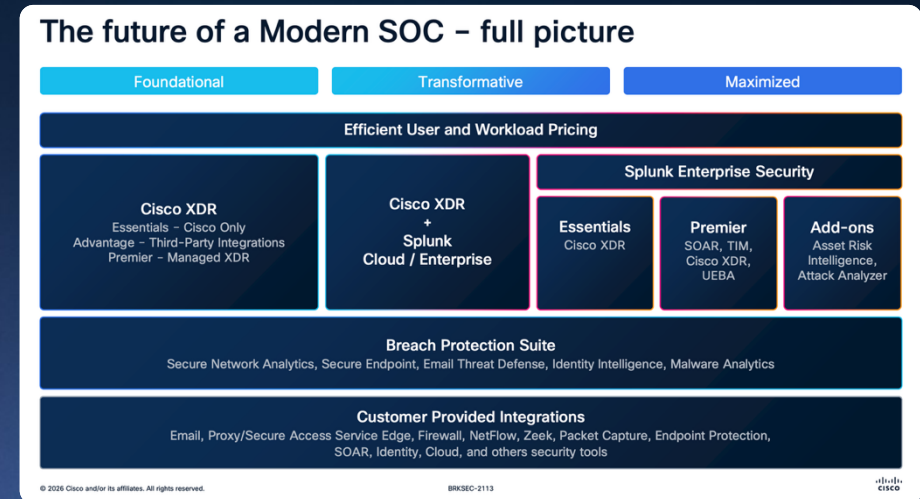 The future of a Modern SOC – full picture
Foundational
Transformative
Maximized
Efficient User and Workload Pricing
Cisco XDR
Essentials – Cisco Only
Advantage – Third-Party Integrations
Premier – Managed XDR
Cisco XDR
+
Splunk
Cloud / Enterprise
Splunk Enterprise Security
Essentials
Cisco XDR
Premier
SOAR, TIM,
Cisco XDR,
UEBA
Add-ons
Asset Risk
Intelligence,
Attack Analyzer
Breach Protection Suite
Secure Network Analytics, Secure Endpoint, Email Threat Defense, Identity Intelligence, Malware Analytics
Customer Provided Integrations
Email, Proxy/Secure Access Service Edge, Firewall, NetFlow, Zeek, Packet Capture, Endpoint Protection,
SOAR, Identity, Cloud, and others security tools
© 2026 Cisco and/or its affiliates. All rights reserved.
BRKSEC-2113
CISCO